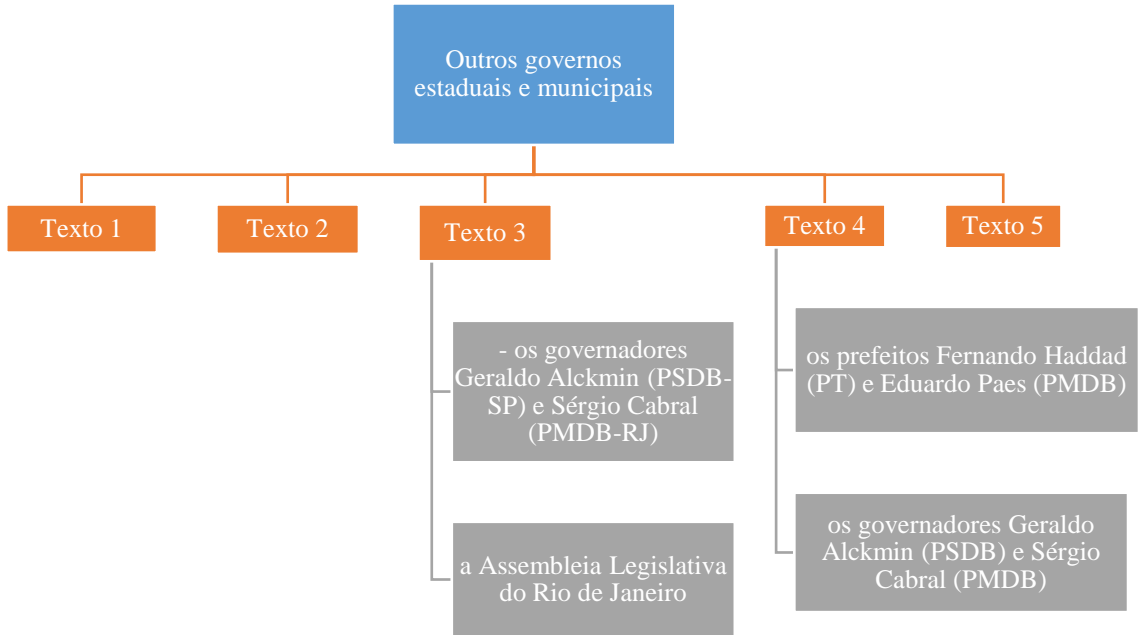 Outros governos
estaduais e municipais
Texto 1
Texto 2
Texto 3
Texto 4
Texto 5
- os governadores
Geraldo Alckmin (PSDB-
SP) e Sérgio Cabral
(PMDB-RJ)
a Assembleia Legislativa
do Rio de Janeiro
os prefeitos Fernando Haddad
(PT) e Eduardo Paes (PMDB)
os governadores Geraldo
Alckmin (PSDB) e Sérgio
Cabral (PMDB)